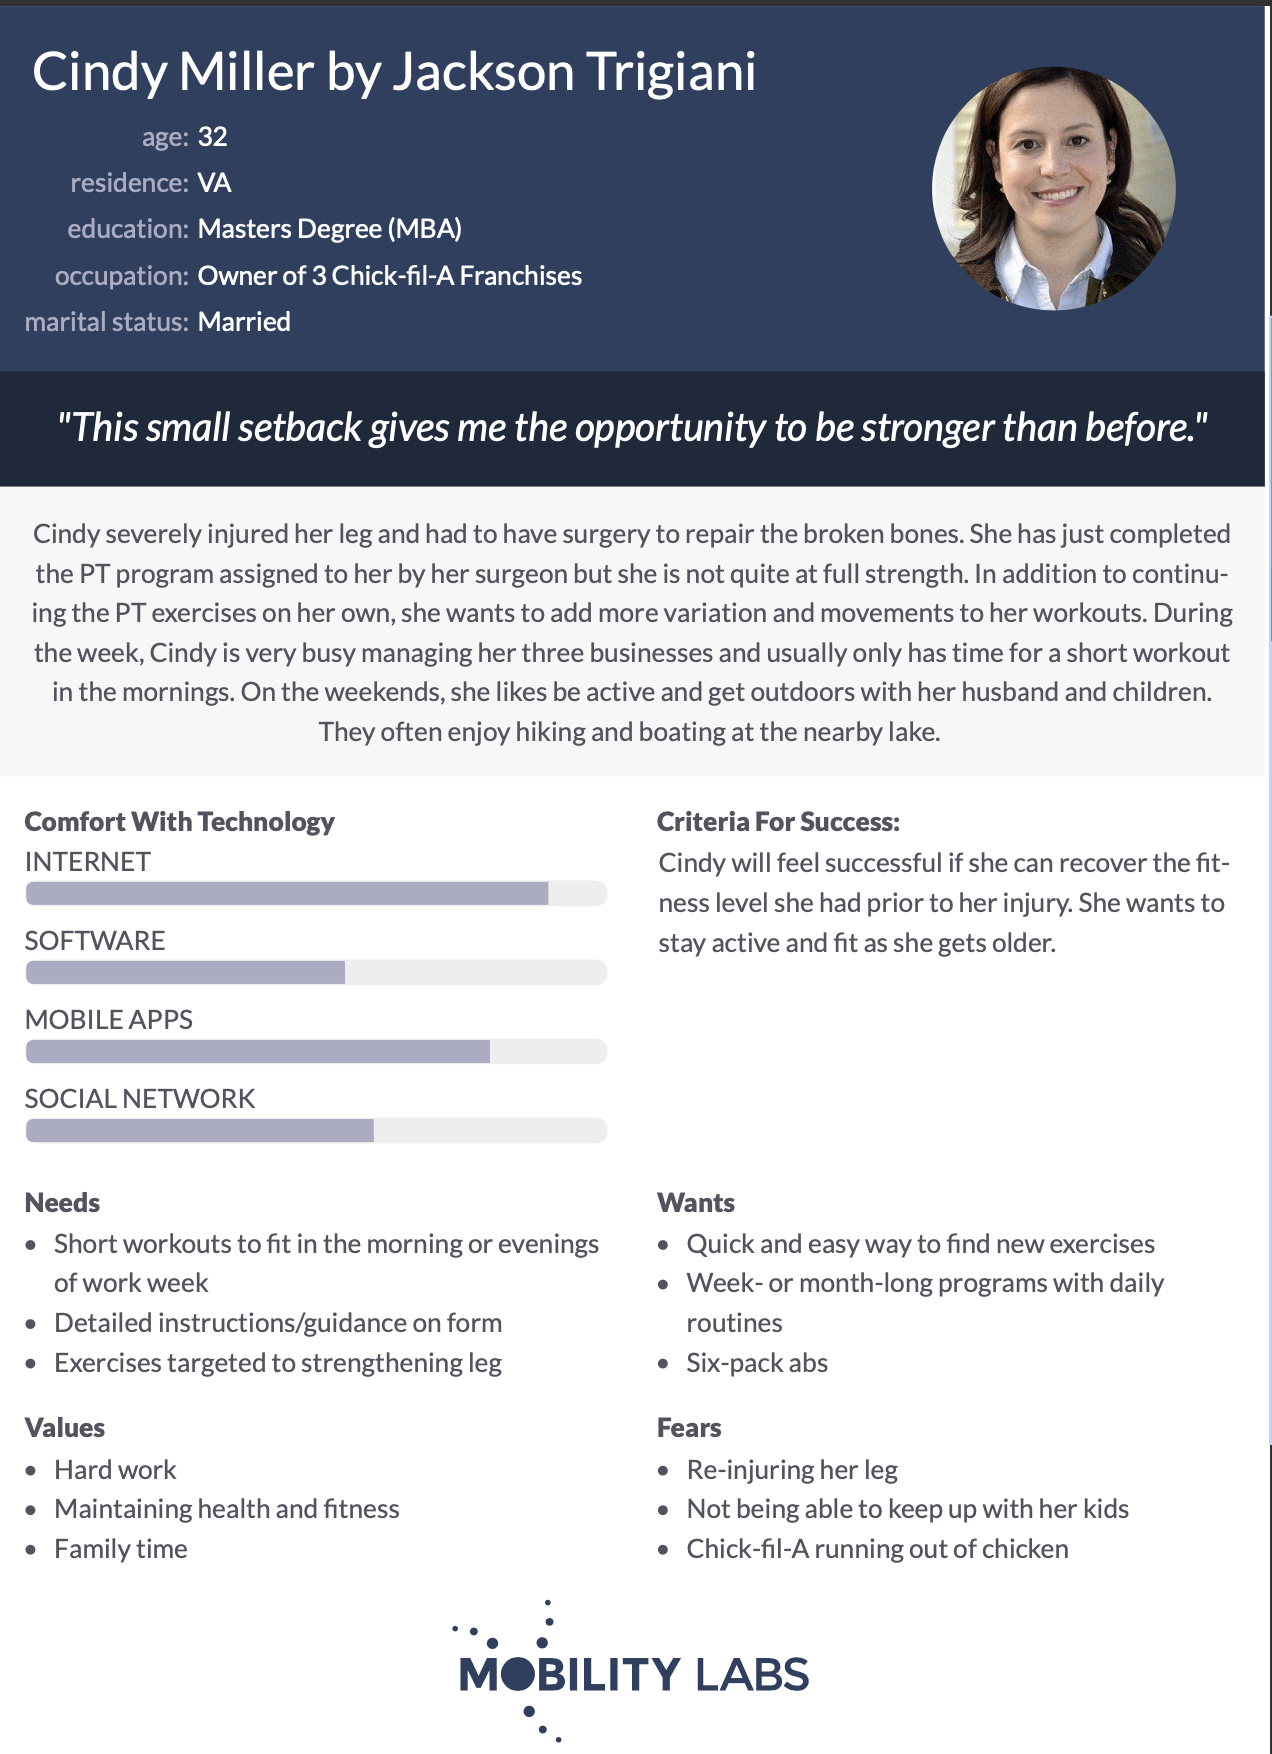 Cindy Miller by Jackson Trigiani
age: 32
residence: VA
education: Masters Degree (MBA)
occupation: Owner of 3 Chick-fil-A Franchises
marital status: Married
"This small setback gives me the opportunity to be stronger than before."
Cindy severely injured her leg and had to have surgery to repair the broken bones. She has just completed
the PT program assigned to her by her surgeon but she is not quite at full strength. In addition to continu-
ing the PT exercises on her own, she wants to add more variation and movements to her workouts. During
the week, Cindy is very busy managing her three businesses and usually only has time for a short workout
in the mornings. On the weekends, she likes be active and get outdoors with her husband and children.
They often enjoy hiking and boating at the nearby lake.
Comfort With Technology
INTERNET
SOFTWARE
MOBILE APPS
SOCIAL NETWORK
Criteria For Success:
Cindy will feel successful if she can recover the fit-
ness level she had prior to her injury. She wants to
stay active and fit as she gets older.
Needs
• Short workouts to fit in the morning or evenings
of work week
• Detailed instructions/guidance on form
• Exercises targeted to strengthening leg
Wants
• Quick and easy way to find new exercises
• Week- or month-long programs with daily
routines
• Six-pack abs
Values
• Hard work
• Maintaining health and fitness
• Family time
Fears
• Re-injuring her leg
• Not being able to keep up with her kids
• Chick-fil-A running out of chicken
MOBILITY LABS